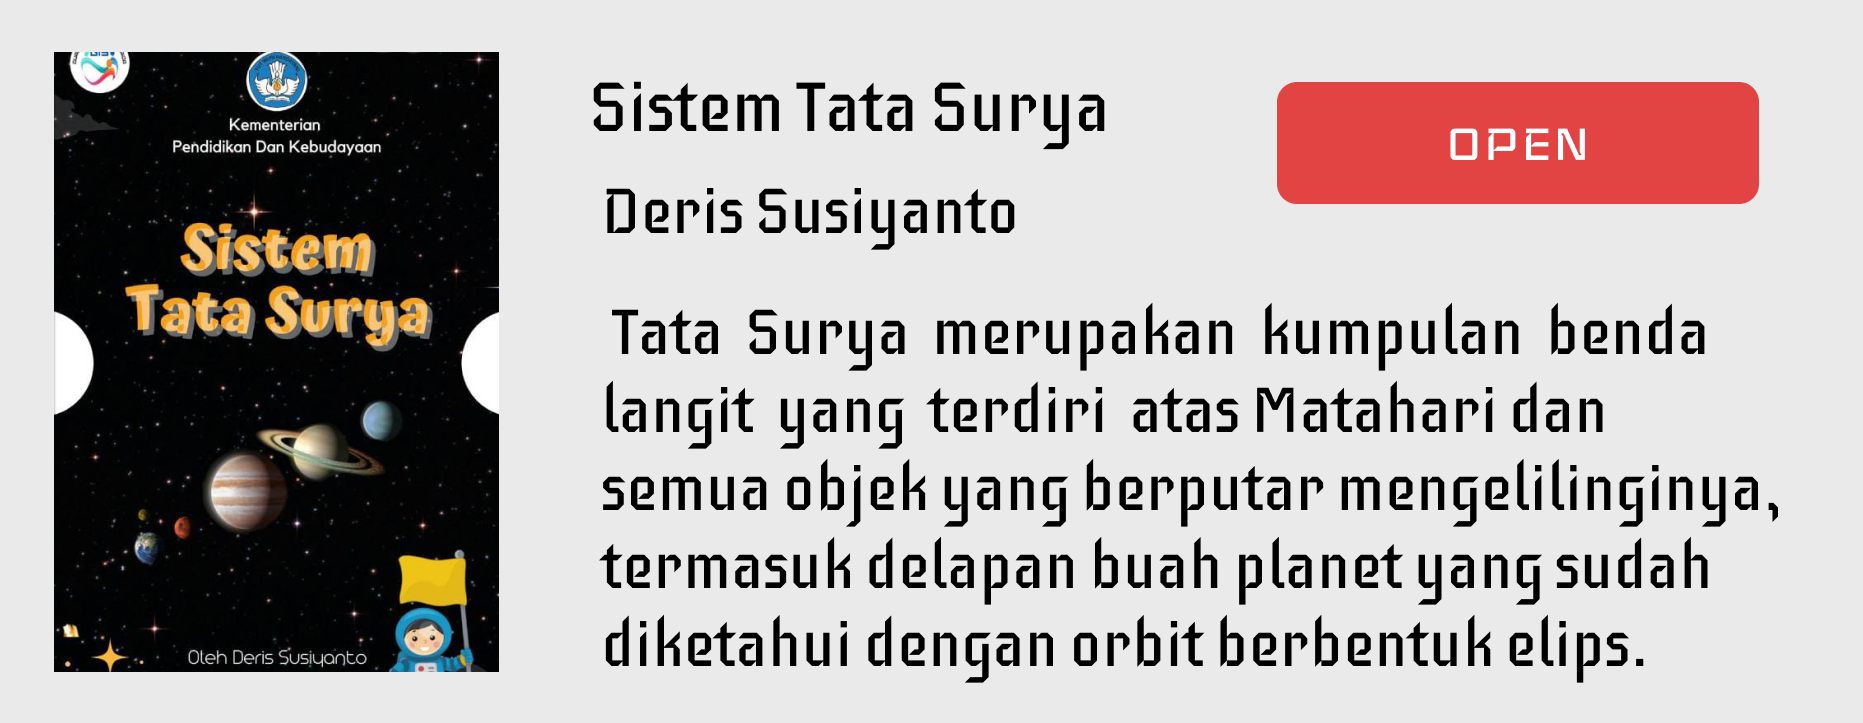 Kementerian
Pendidikan Dan Kebudayaan
Sistem
Tata Surya
Oleh Deris Susiyanto
Sistem Tata Surya
OPEN
Deris Susiyanto
Tata Surya merupakan kumpulan benda
langit yang terdiri atas Matahari dan
semua objek yang berputar mengelilinginya,
termasuk delapan buah planet yang sudah
diketahui dengan orbit berbentuk elips.